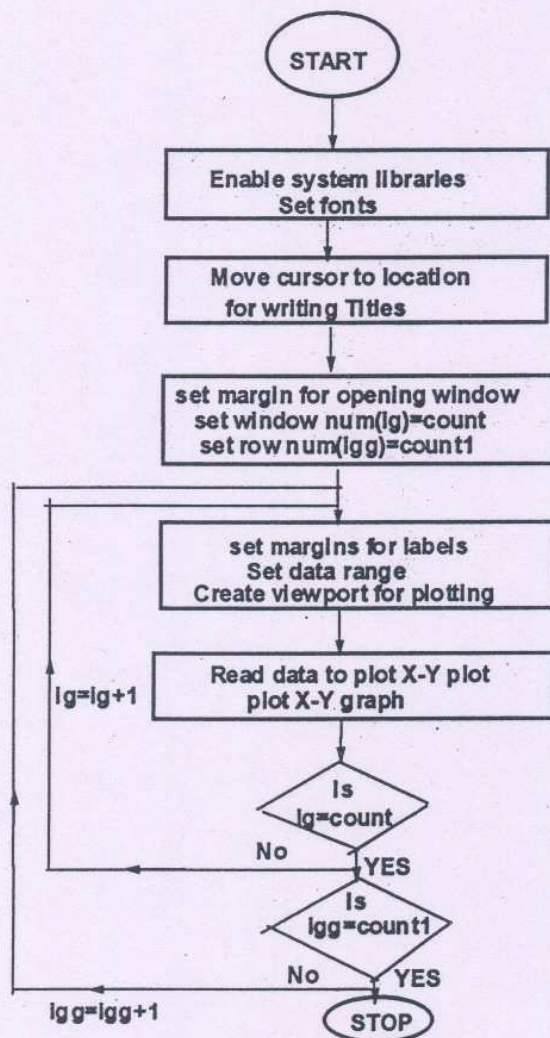 START
Enable system libraries
Set fonts
Move cursor to location
for writing Titles
set margin for opening window
set window num(ig)=count
set row num(igg)=count1
set margins for labels
Set data range
Create viewport for plotting
Read data to plot X-Y plot
plot X-Y graph
ig=ig+1
Is
ig=count
No
YES
Is
igg=count1
No
YES
igg=igg+1
STOP